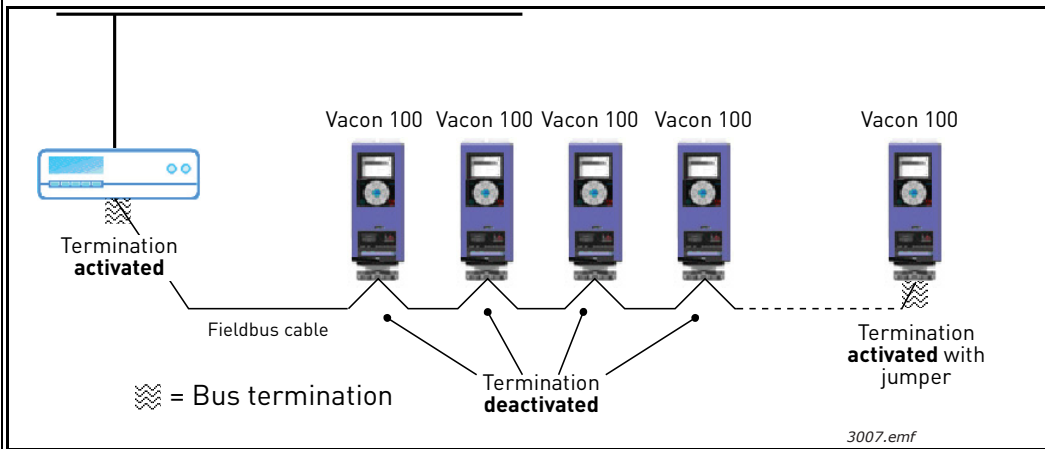 Vacon 100 Vacon 100 Vacon 100 Vacon 100 Vacon 100
Termination
activated
Fieldbus cable
Termination
deactivated
Termination
activated with
jumper
= Bus termination
3007.emf